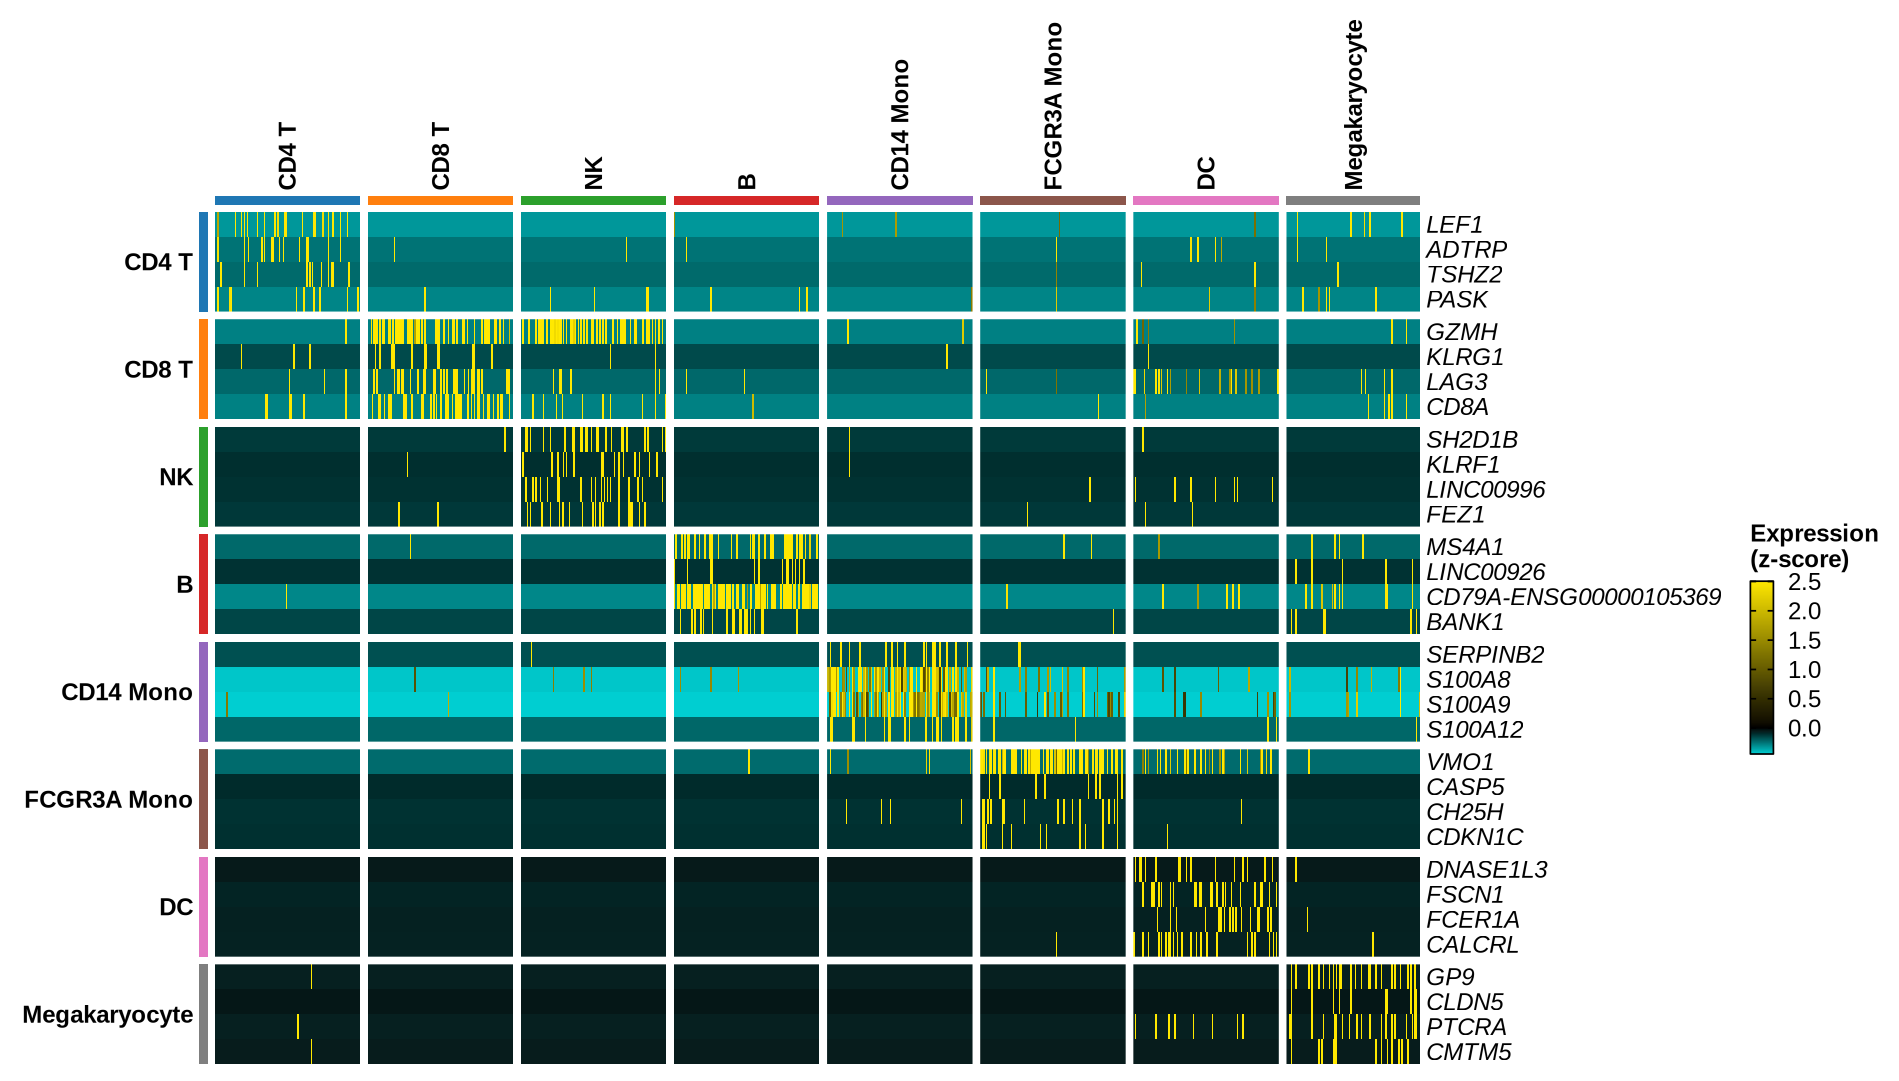 CD4 T
CD8 T
NK
B
CD14 Mono
FCGR3A Mono
DC
Megakaryocyte
CD4 T
LEF1
ADTRP
TSHZ2
PASK
CD8 T
GZMH
KLRG1
LAG3
CD8A
NK
SH2D1B
KLRF1
LINC00996
FEZ1
B
MS4A1
LINC00926
CD79A-ENSG00000105369
BANK1
CD14 Mono
SERPINB2
S100A8
S100A9
S100A12
FCGR3A Mono
VMO1
CASP5
CH25H
CDKN1C
DC
DNASE1L3
FSCN1
FCER1A
CALCRL
Megakaryocyte
GP9
CLDN5
PTCRA
CMTM5
Expression
(z-score)
2.5
2.0
1.5
1.0
0.5
0.0